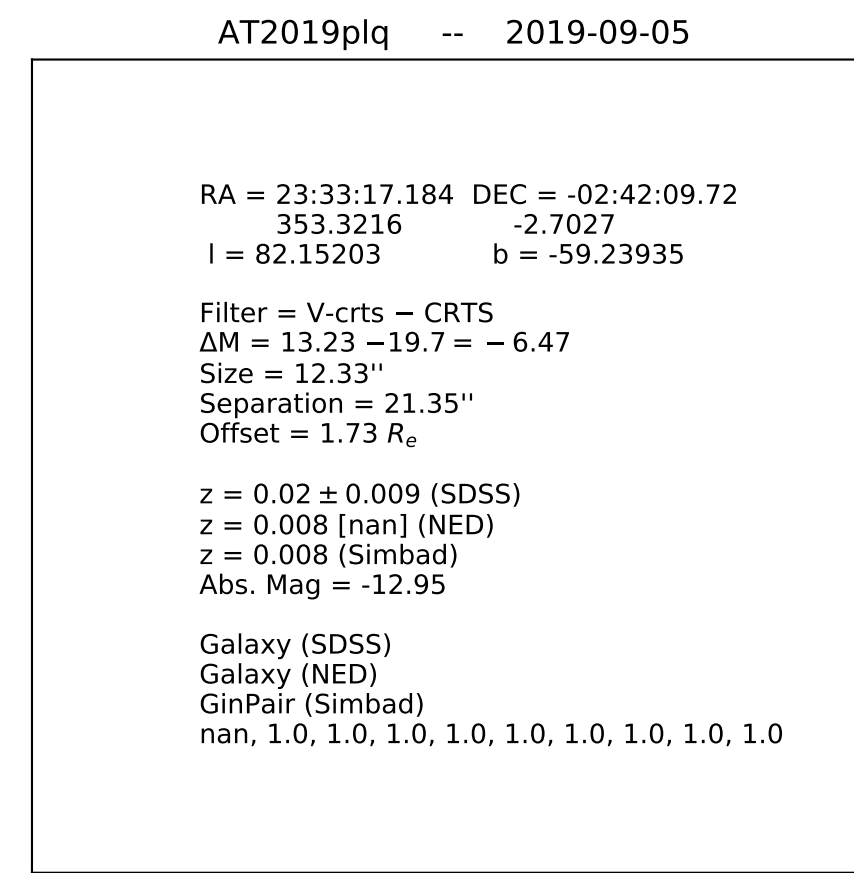 AT2019plq -- 2019-09-05
RA = 23:33:17.184 DEC = -02:42:09.72
353.3216 -2.7027
l = 82.15203 b = -59.23935
Filter = V-crts − CRTS
ΔM = 13.23 −19.7 = − 6.47
Size = 12.33''
Separation = 21.35''
Offset = 1.73 Rₑ
z = 0.02 ± 0.009 (SDSS)
z = 0.008 [nan] (NED)
z = 0.008 (Simbad)
Abs. Mag = -12.95
Galaxy (SDSS)
Galaxy (NED)
GinPair (Simbad)
nan, 1.0, 1.0, 1.0, 1.0, 1.0, 1.0, 1.0, 1.0, 1.0